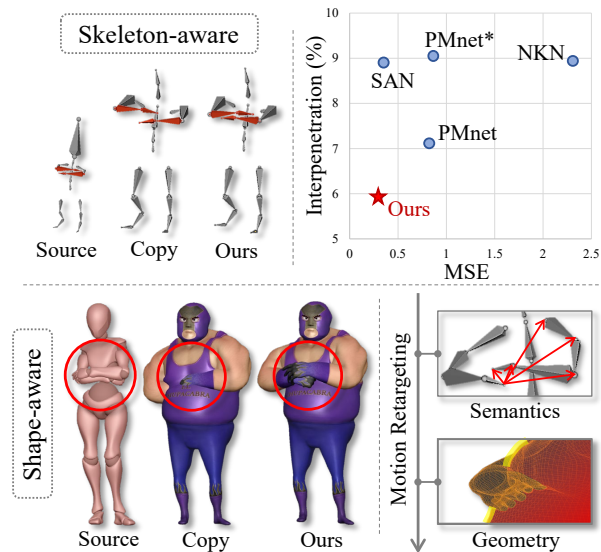 Skeleton-aware
Source
Copy
Ours
Interpenetration (%)
10
9
8
7
6
5
0
0.5
1
1.5
2
2.5
MSE
SAN
PMnet*
NKN
PMnet
Ours
Shape-aware
Source
Copy
Ours
Motion Retargeting
Semantics
Geometry